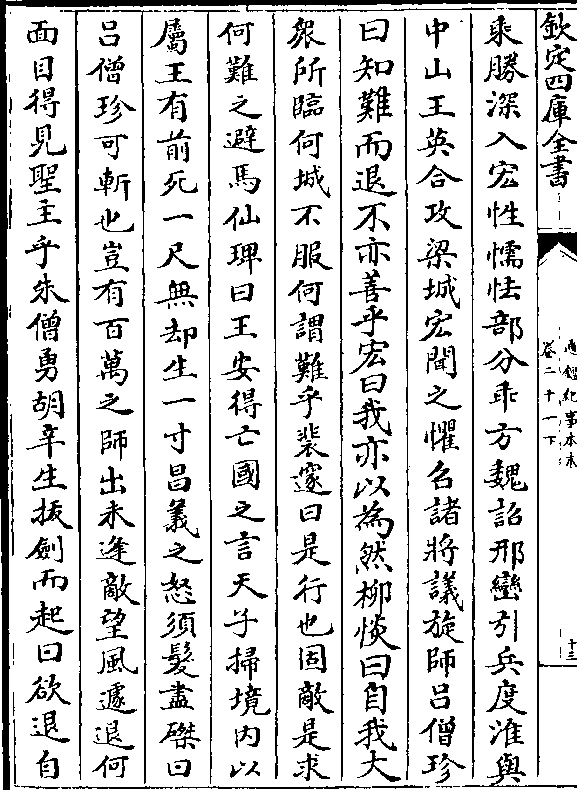 欽定四庫全書
通鑑紀事本末
卷二十一下
十三
乘勝深入宏性懦怯部分乖方魏詔邢巒引兵度淮與
中山王英合攻梁城宏聞之懼召諸將議旋師呂僧珍
曰知難而退不亦善乎宏曰我亦以為然柳惔曰自我大
衆所臨何城不服何謂難乎裴邃曰是行也固敵是求
何難之避馬仙琕曰王安得亡國之言天子掃境内以
屬王有前死一尺無却生一寸昌義之怒須髮盡磔曰
呂僧珍可斬也豈有百萬之師出未逢敵望風遽退何
面目得見聖主乎朱僧勇胡辛生拔劍而起曰欲退自